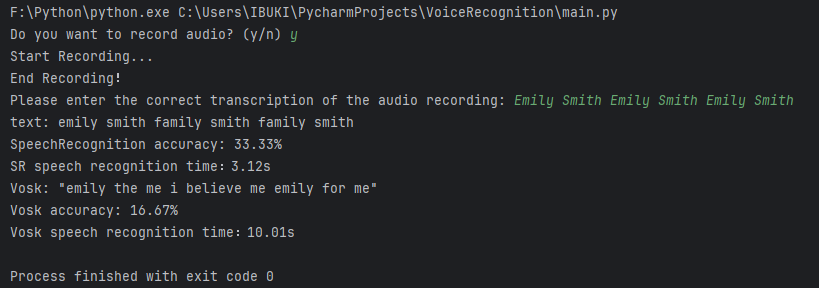 F:\Python\python.exe C:\Users\IBUKI\PycharmProjects\VoiceRecognition\main.py
Do you want to record audio? (y/n) y
Start Recording...
End Recording!
Please enter the correct transcription of the audio recording: Emily Smith Emily Smith Emily Smith
text: emily smith family smith family smith
SpeechRecognition accuracy: 33.33%
SR speech recognition time：3.12s
Vosk: "emily the me i believe me emily for me"
Vosk accuracy: 16.67%
Vosk speech recognition time：10.01s
Process finished with exit code 0